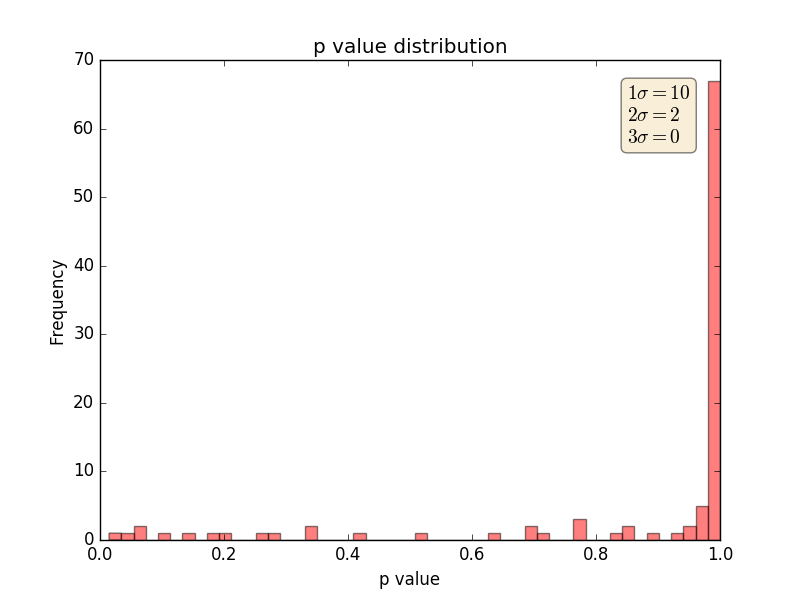 p value distribution
70
60
50
40
30
20
10
0
Frequency
1σ = 10
2σ = 2
3σ = 0
0.0 0.2 0.4 0.6 0.8 1.0
p value